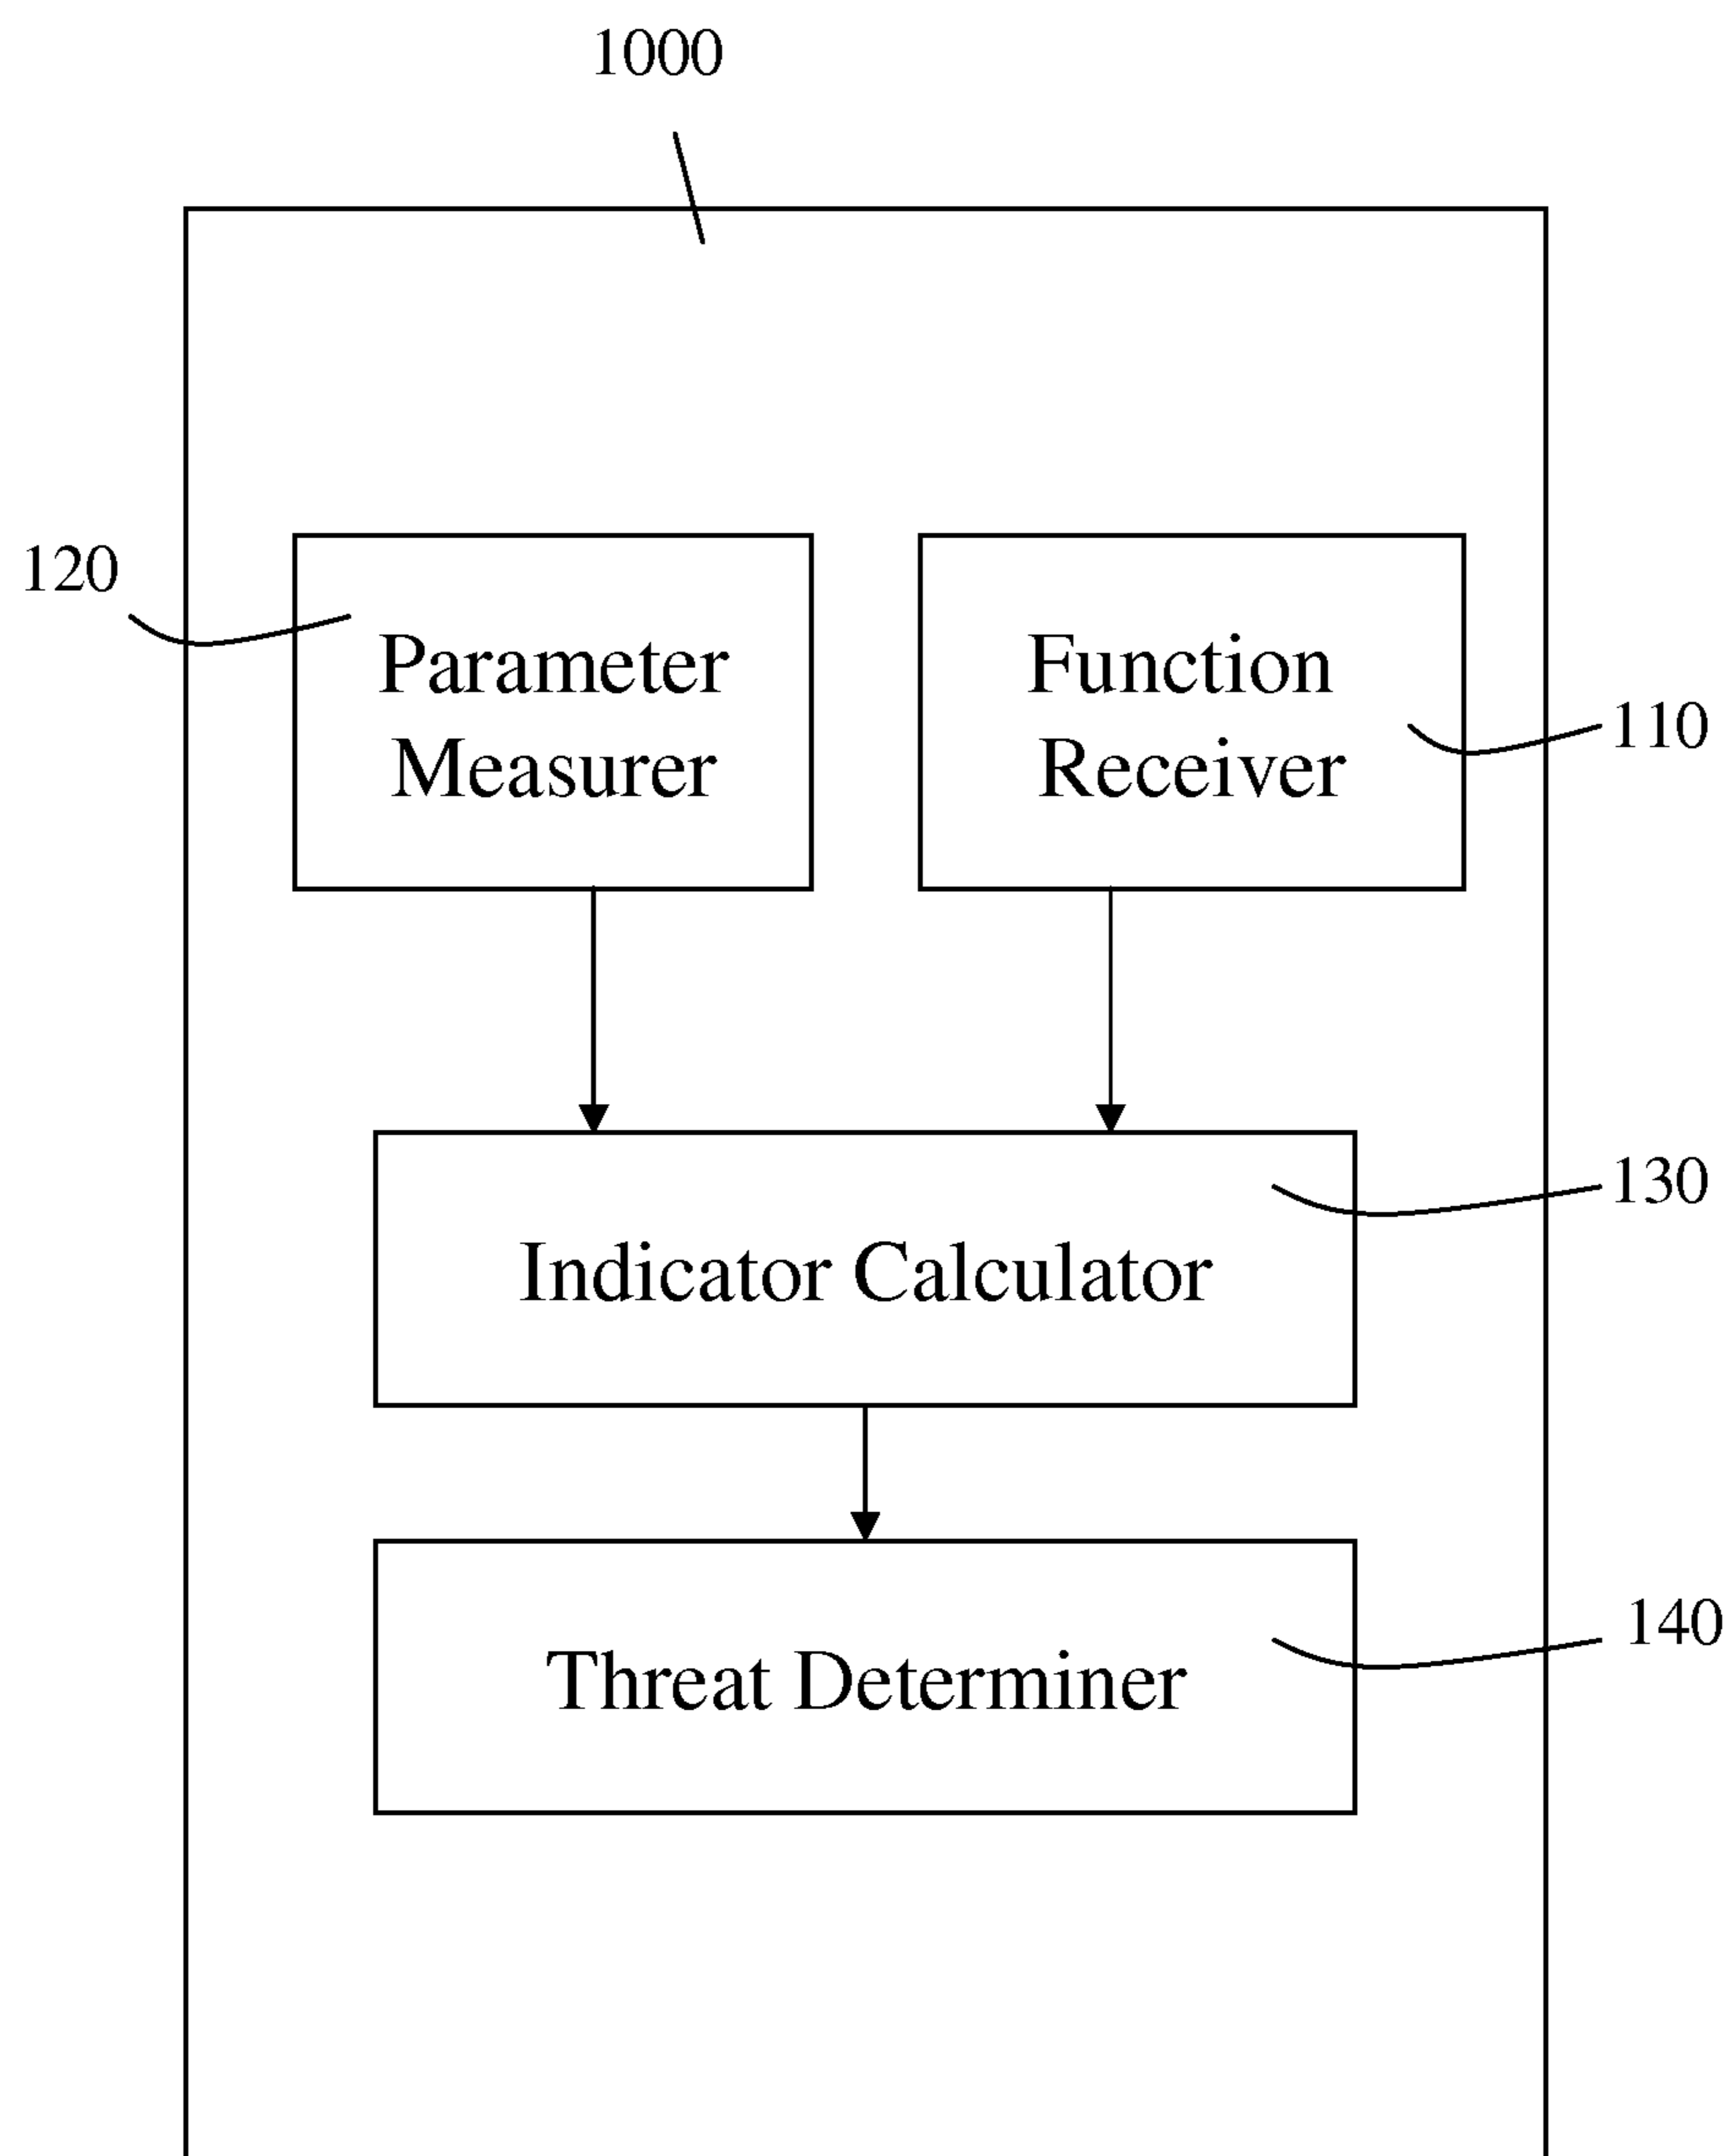 1000
120
Parameter
Measurer
Function
Receiver
110
130
Indicator Calculator
140
Threat Determiner